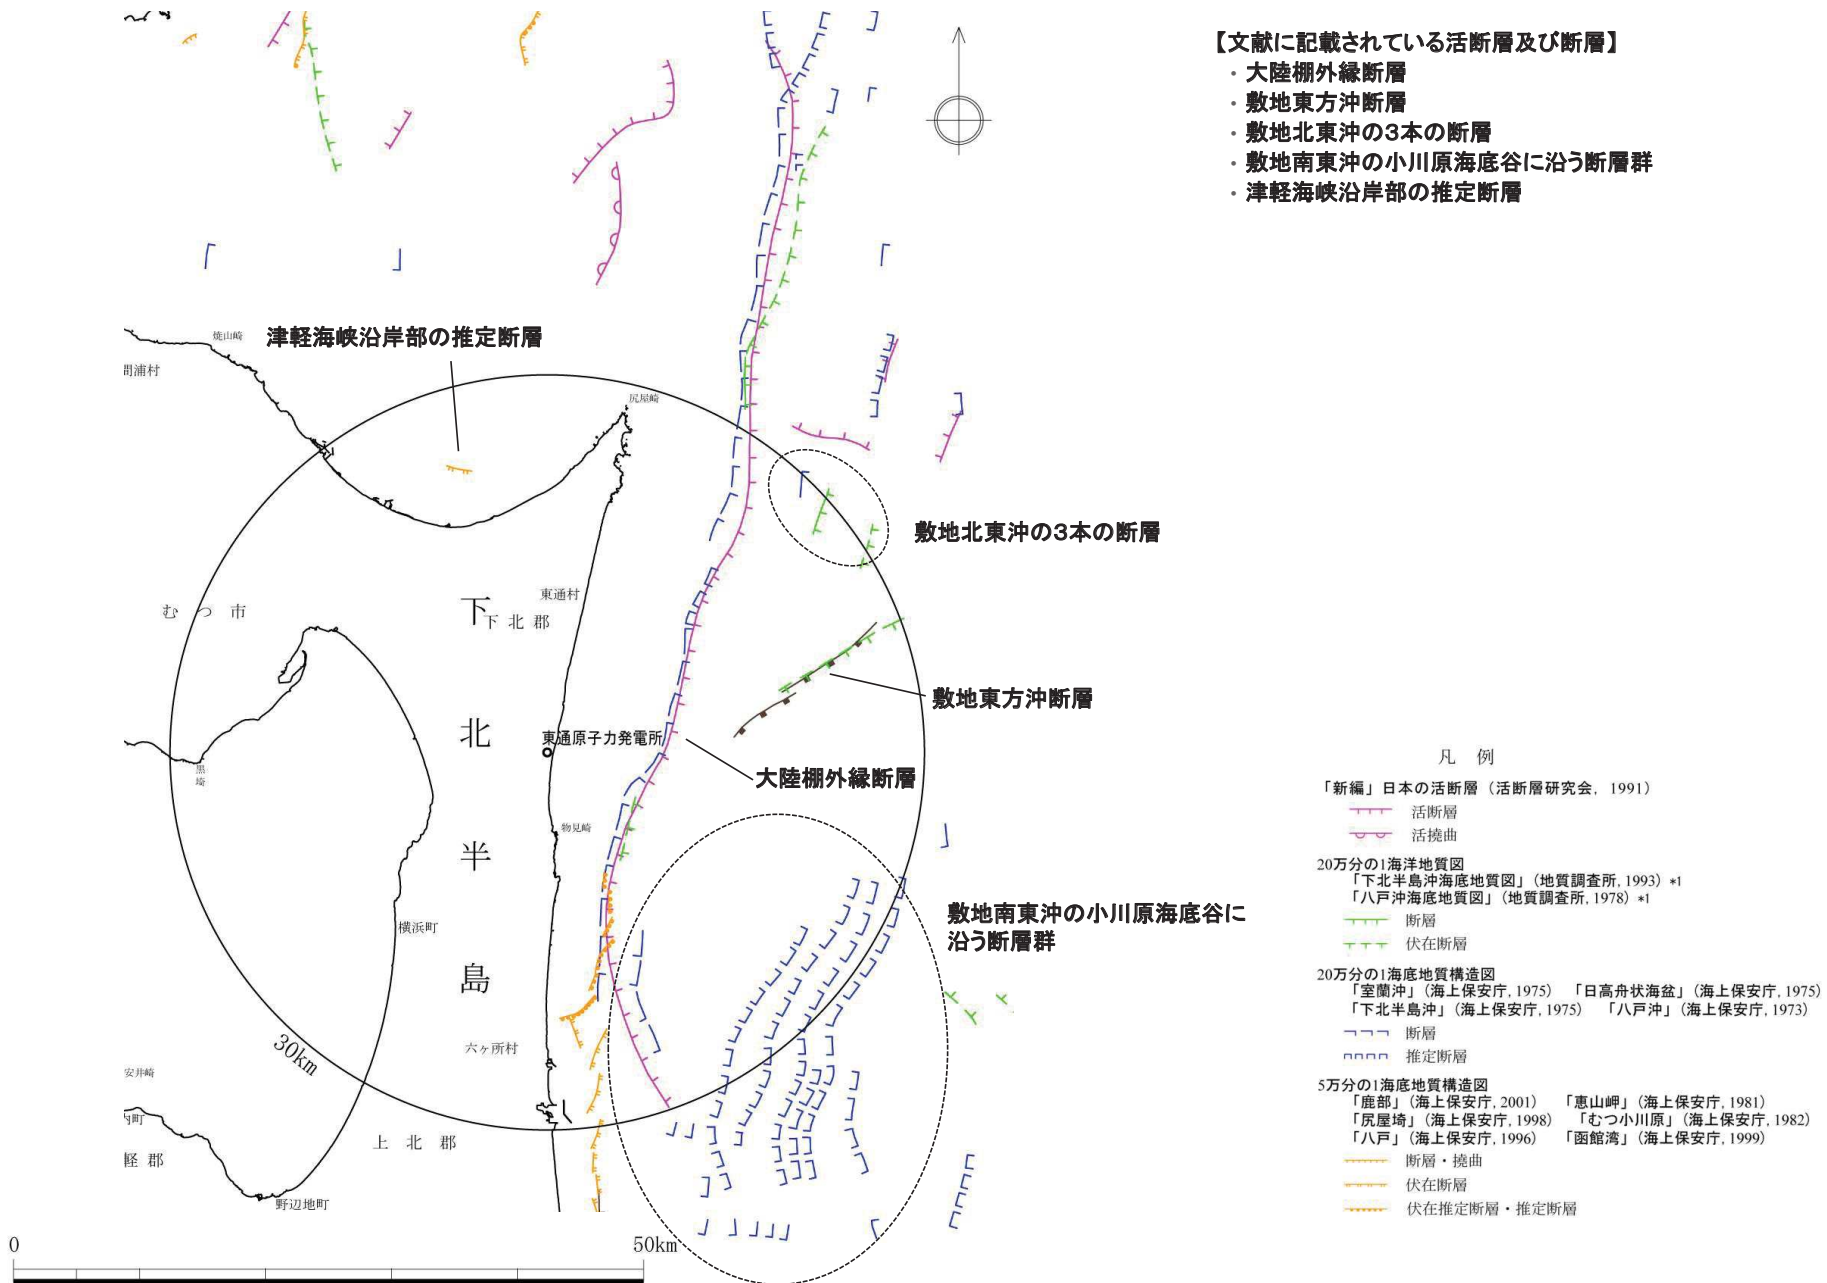 【文献に記載されている活断層及び断層】
・大陸棚外縁断層
・敷地東方沖断層
・敷地北東沖の3本の断層
・敷地南東沖の小川原海底谷に沿う断層群
・津軽海峡沿岸部の推定断層
焼山崎
津軽海峡沿岸部の推定断層
間浦村
尻屋崎
敷地北東沖の3本の断層
東通村
むつ市
下北郡
下北半島
敷地東方沖断層
東通原子力発電所
黒崎
大陸棚外縁断層
物見崎
敷地南東沖の小川原海底谷に
沿う断層群
横浜町
30km
六ヶ所村
安井崎
内町
上北郡
軽郡
野辺地町
0
50km
凡 例
「新編」日本の活断層（活断層研究会, 1991）
活断層
活撓曲
20万分の1海洋地質図
「下北半島沖海底地質図」（地質調査所, 1993）*1
「八戸沖海底地質図」（地質調査所, 1978）*1
断層
伏在断層
20万分の1海底地質構造図
「室蘭沖」（海上保安庁, 1975） 「日高舟状海盆」（海上保安庁, 1975）
「下北半島沖」（海上保安庁, 1975） 「八戸沖」（海上保安庁, 1973）
断層
推定断層
5万分の1海底地質構造図
「鹿部」（海上保安庁, 2001） 「恵山岬」（海上保安庁, 1981）
「尻屋埼」（海上保安庁, 1998） 「むつ小川原」（海上保安庁, 1982）
「八戸」（海上保安庁, 1996） 「函館湾」（海上保安庁, 1999）
断層・撓曲
伏在断層
伏在推定断層・推定断層